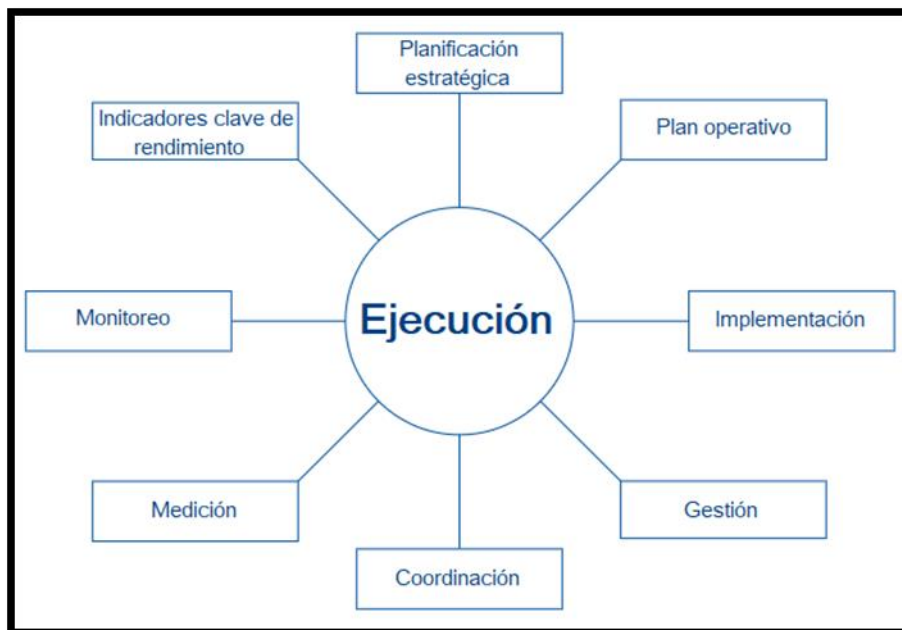 Planificación
estratégica
Indicadores clave de
rendimiento
Plan operativo
Monitoreo
Ejecución
Implementación
Medición
Gestión
Coordinación